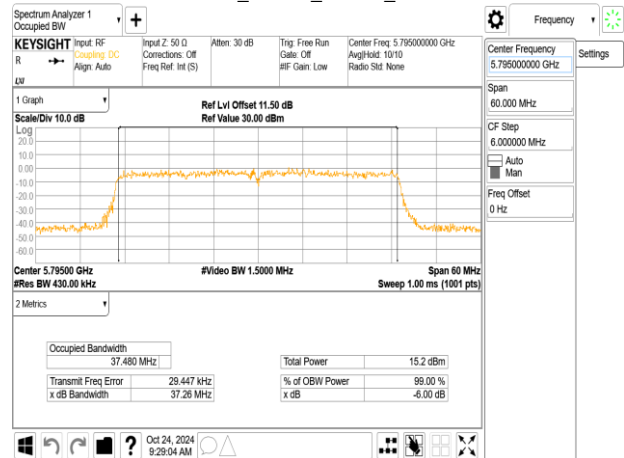 Spectrum Analyzer 1
Occupied BW
Frequency
KEYSIGHT
R
LXI
Input: RF
Coupling: DC
Align: Auto
Input Z: 50 Ω
Corrections: Off
Freq Ref: Int (S)
Atten: 30 dB
Trig: Free Run
Gate: Off
#IF Gain: Low
Center Freq: 5.795000000 GHz
Avg|Hold: 10/10
Radio Std: None
Center Frequency
5.795000000 GHz
Settings
Span
60.000 MHz
CF Step
6.000000 MHz
Auto
Man
Freq Offset
0 Hz
1 Graph
Scale/Div 10.0 dB
Ref Lvl Offset 11.50 dB
Ref Value 30.00 dBm
Log
20.0
10.0
0.00
-10.0
-20.0
-30.0
-40.0
-50.0
-60.0
Center 5.79500 GHz
#Video BW 1.5000 MHz
Span 60 MHz
#Res BW 430.00 kHz
Sweep 1.00 ms (1001 pts)
2 Metrics
Occupied Bandwidth
37.480 MHz
Total Power 15.2 dBm
Transmit Freq Error 29.447 kHz
% of OBW Power 99.00 %
x dB Bandwidth 37.26 MHz
x dB -6.00 dB
?
Oct 24, 2024
9:29:04 AM